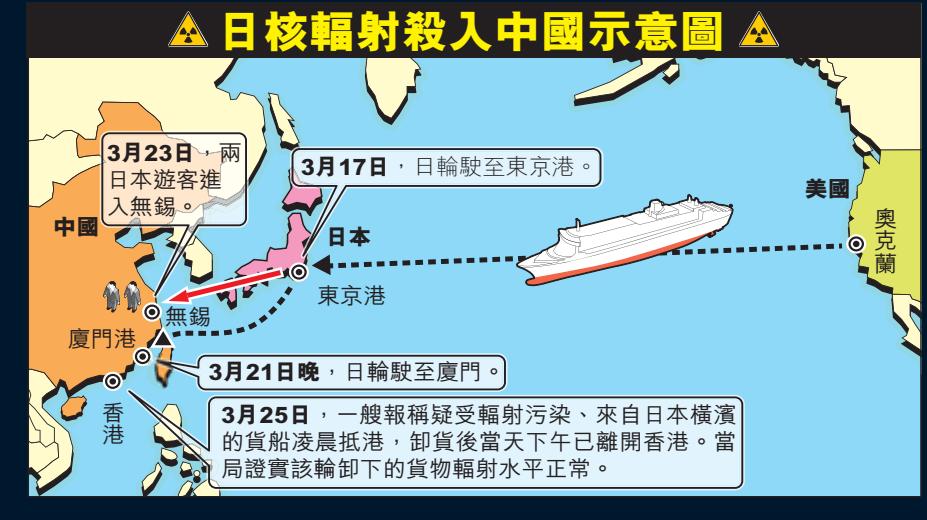 日核輻射殺入中國示意圖
3月23日，兩
日本遊客進
入無錫。
3月17日，日輪駛至東京港。
美國
奧克蘭
中國
日本
東京港
無錫
廈門港
3月21日晚，日輪駛至廈門。
香港
3月25日，一艘報稱疑受輻射污染、來自日本橫濱
的貨船凌晨抵港，卸貨後當天下午已離開香港。當
局證實該輪卸下的貨物輻射水平正常。